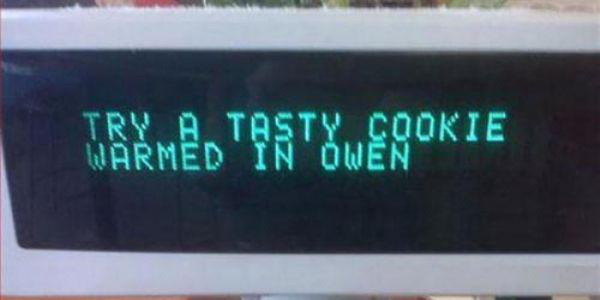 TRY A TASTY COOKIE
WARMED IN OWEN